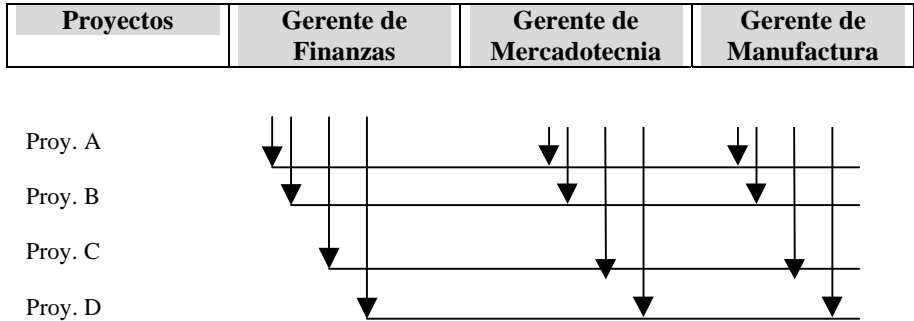 Proyectos Gerente de Gerente de Gerente de
Finanzas Mercadotecnia Manufactura
Proy. A
Proy. B
Proy. C
Proy. D